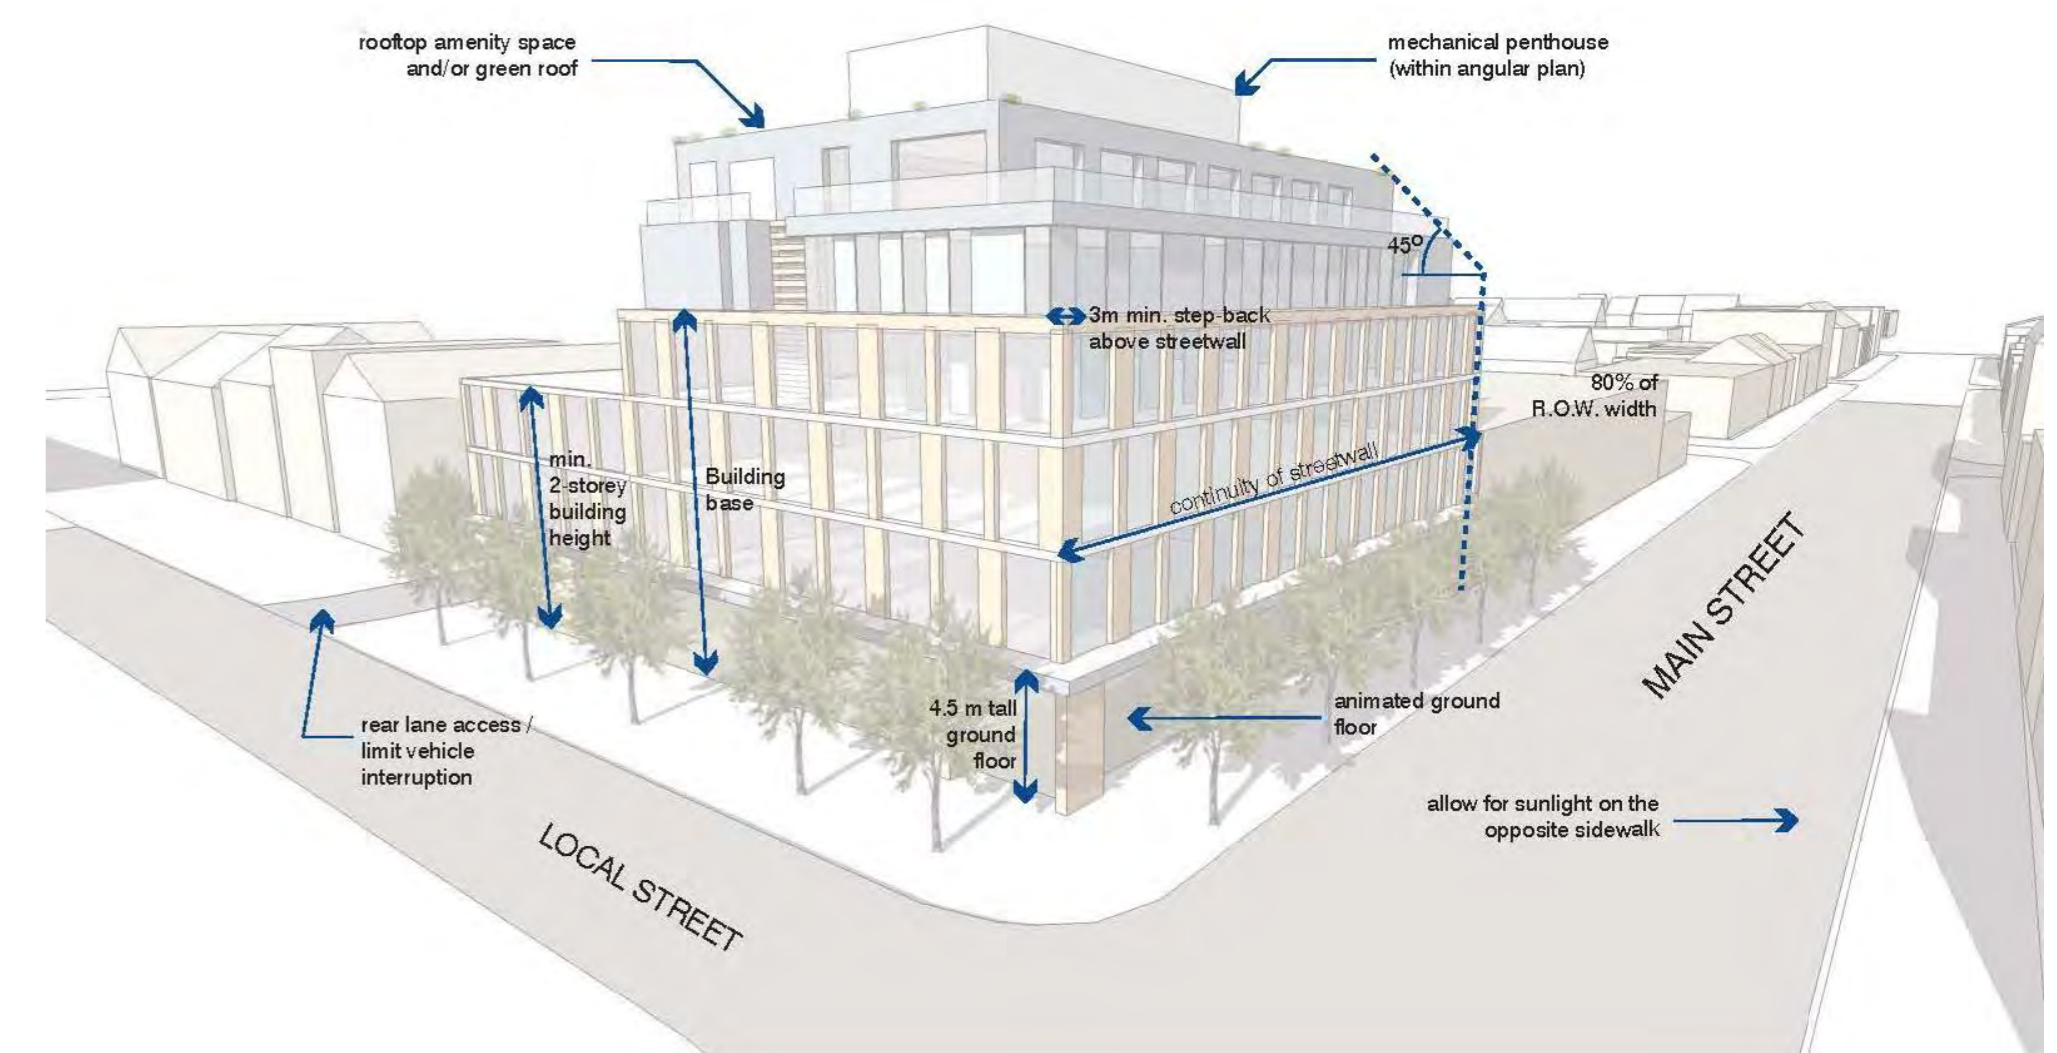 rooftop amenity space
and/or green roof
mechanical penthouse
(within angular plan)
45º
3m min. step-back
above streetwall
80% of
R.O.W. width
min.
2-storey
building
height
Building
base
continuity of streetwall
MAIN STREET
4.5 m tall
ground
floor
animated ground
floor
rear lane access /
limit vehicle
interruption
allow for sunlight on the
opposite sidewalk
LOCAL STREET